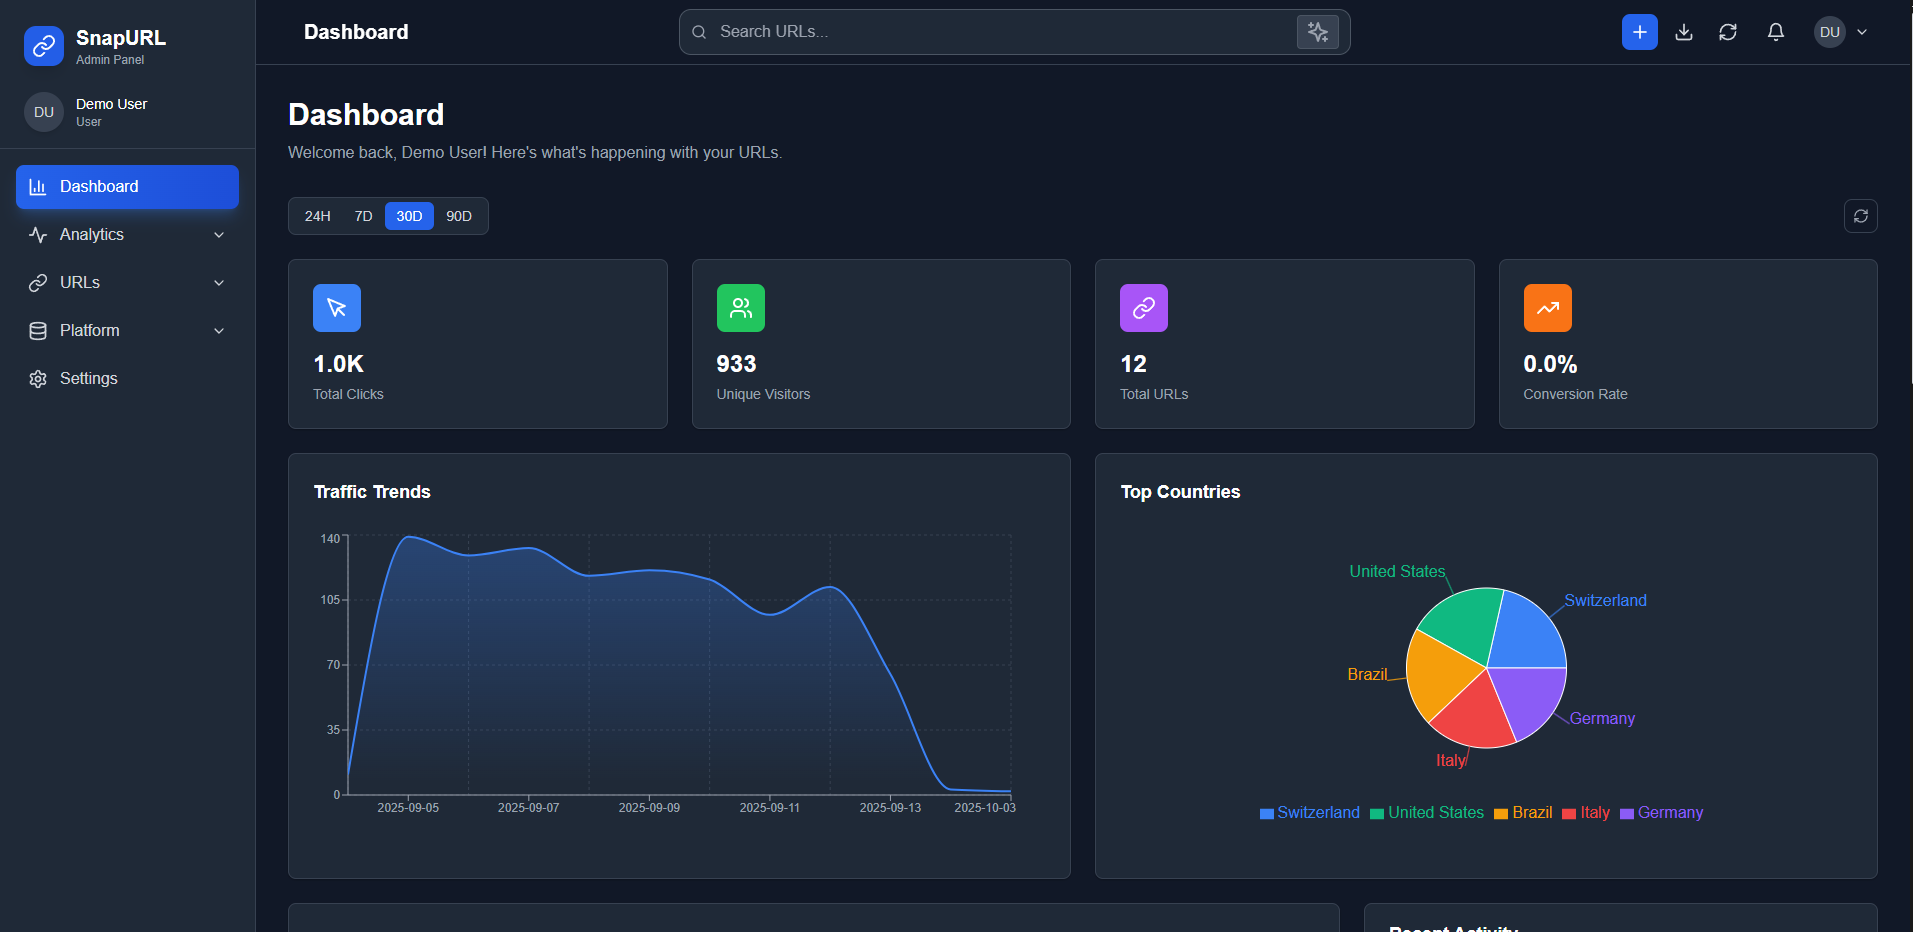 SnapURL
Admin Panel
DU
Demo User
User
Dashboard
Analytics
URLs
Platform
Settings
Dashboard
Search URLs...
DU
Dashboard
Welcome back, Demo User! Here's what's happening with your URLs.
24H 7D 30D 90D
1.0K
Total Clicks
933
Unique Visitors
12
Total URLs
0.0%
Conversion Rate
Traffic Trends
140
105
70
35
0
2025-09-05 2025-09-07 2025-09-09 2025-09-11 2025-09-13 2025-10-03
Top Countries
United States
Switzerland
Brazil
Germany
Italy
Switzerland United States Brazil Italy Germany
Recent Activity